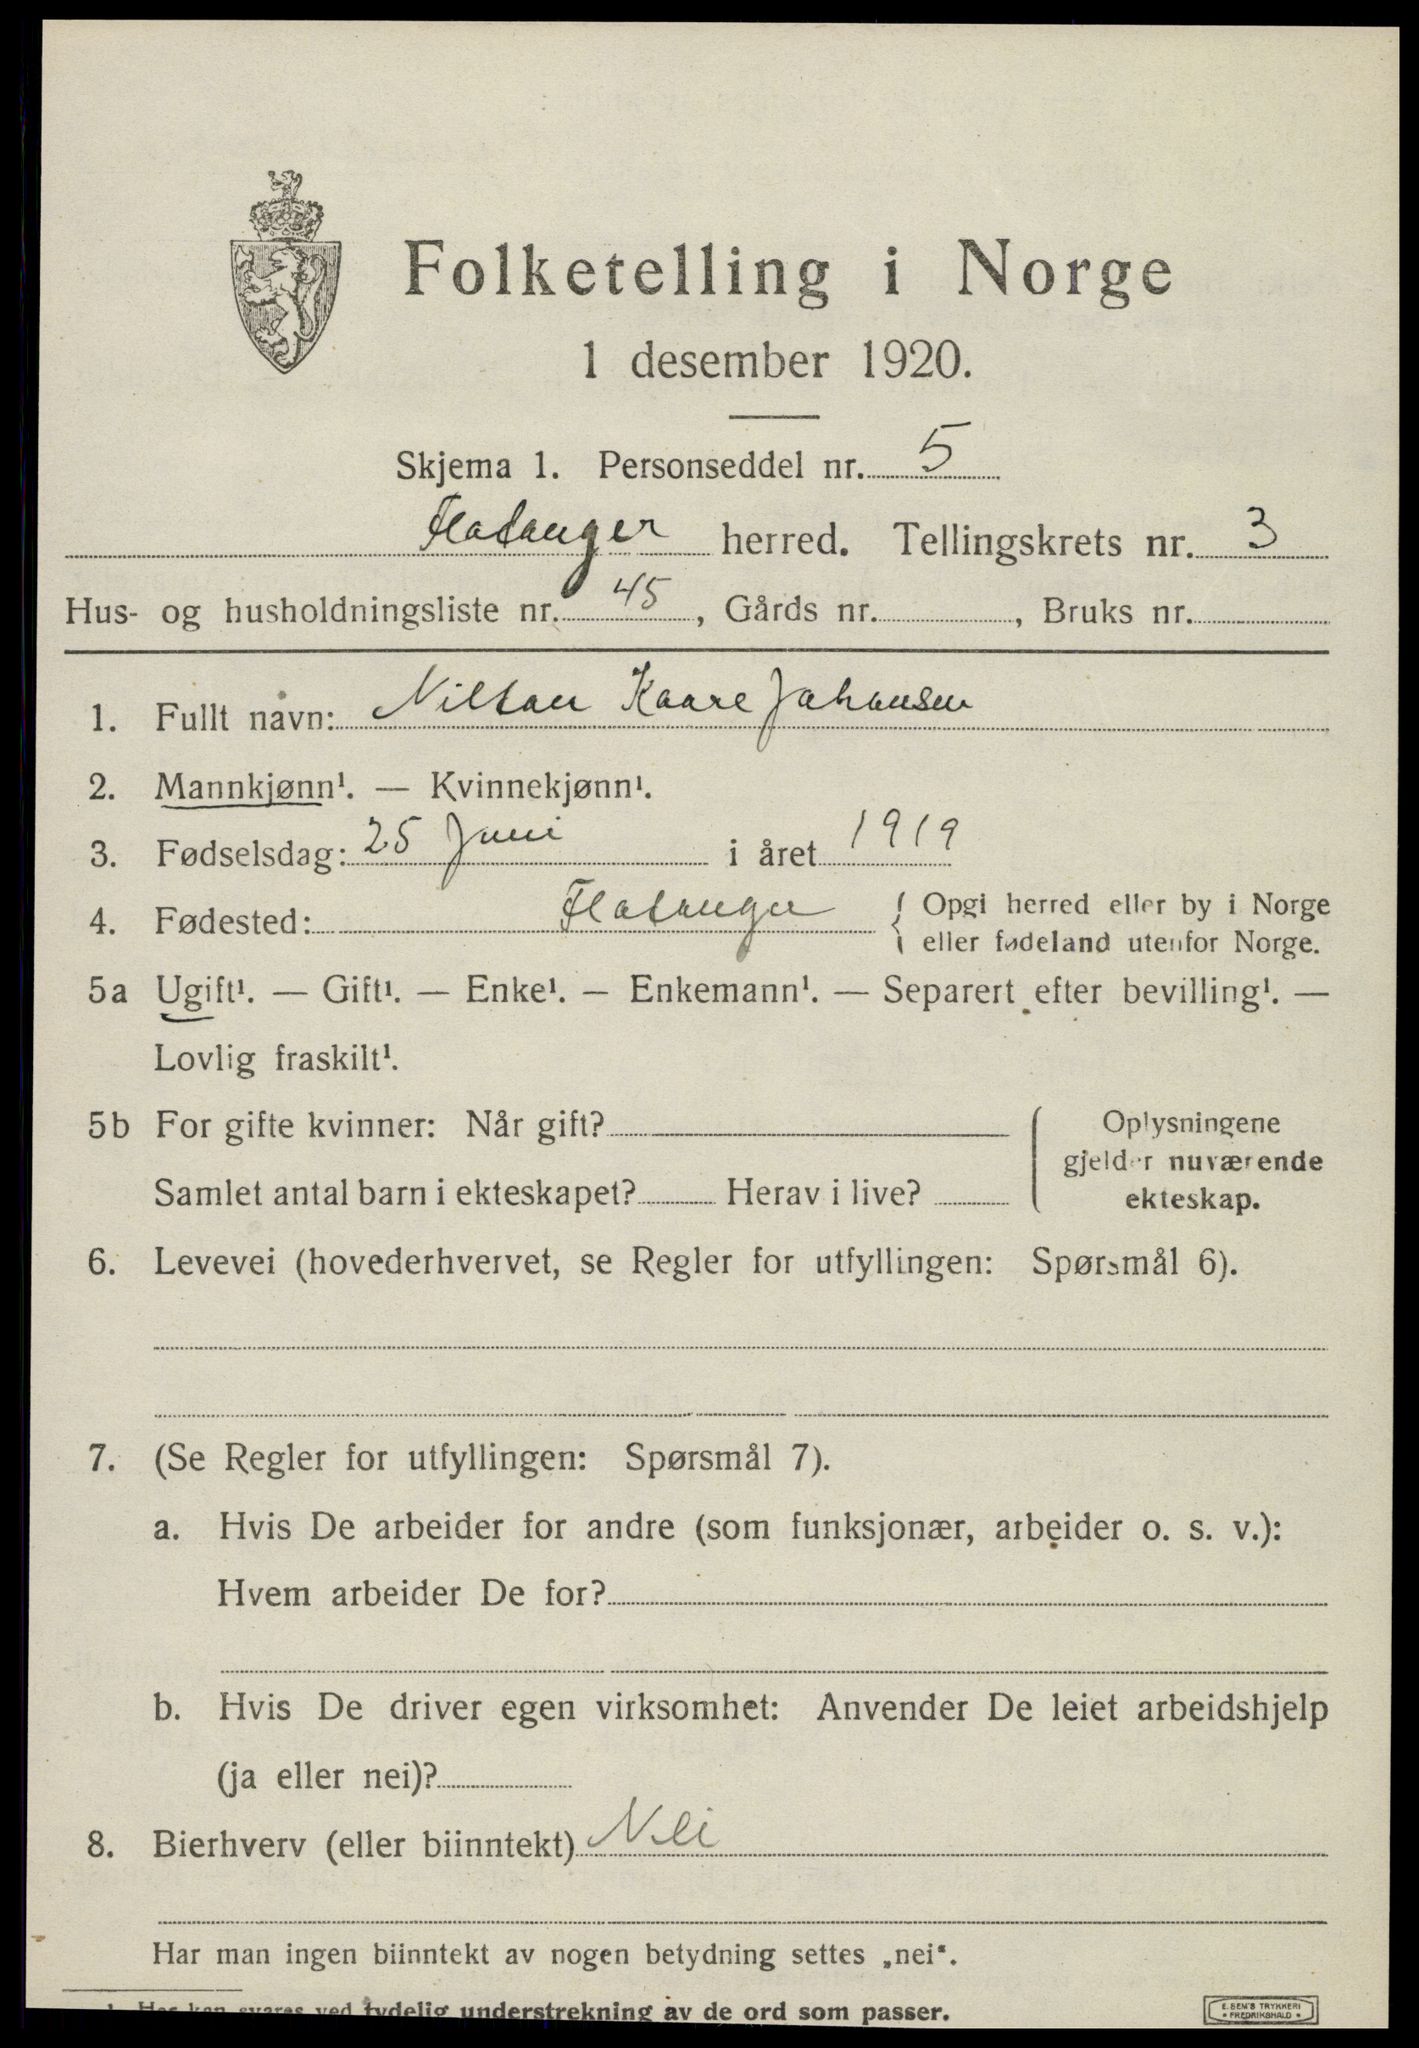 Folketelling i Norge
1 desember 1920.
Skjema 1. Personseddel nr. 5
Flatanger herred. Tellingskrets nr. 3
Hus- og husholdningsliste nr. 45, Gårds nr. , Bruks nr.
1. Fullt navn: Nilsan Kaare Johansen
2. Mannkjønn¹. — Kvinnekjønn¹.
3. Fødselsdag: 25 Juni i året 1919
4. Fødested: Flatanger { Opgi herred eller by i Norge
eller fødeland utenfor Norge.
5a Ugift¹. — Gift¹. — Enke¹. — Enkemann¹. — Separert efter bevilling¹. —
Lovlig fraskilt¹.
5b For gifte kvinner: Når gift? ( Oplysningene
gjelder nuværende
Samlet antal barn i ekteskapet? Herav i live? ekteskap.
6. Levevei (hovederhvervet, se Regler for utfyllingen: Spørsmål 6).
7. (Se Regler for utfyllingen: Spørsmål 7).
a. Hvis De arbeider for andre (som funksjonær, arbeider o. s. v.):
Hvem arbeider De for?
b. Hvis De driver egen virksomhet: Anvender De leiet arbeidshjelp
(ja eller nei)?
8. Bierhverv (eller biinntekt) Nei
Har man ingen biinntekt av nogen betydning settes „nei“.
1 Her kan svares ved tydelig understrekning av de ord som passer.
E. SEM'S TRYKKERI
• FREDRIKSHALD •